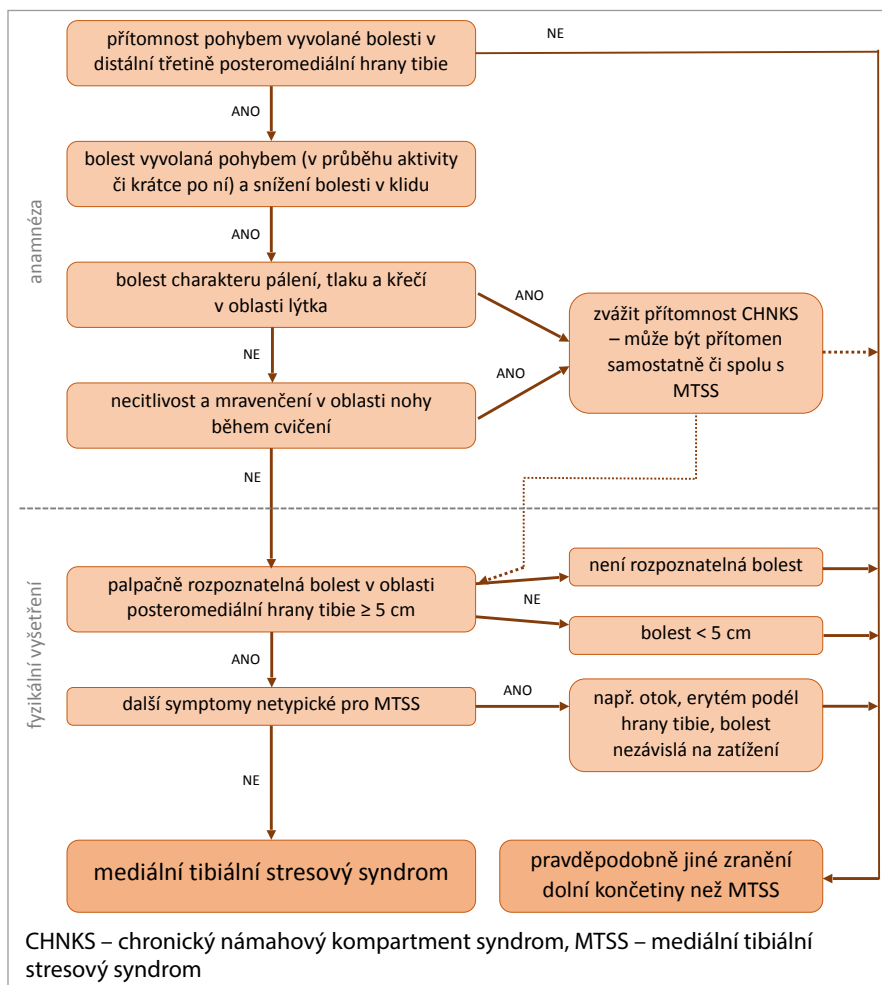 přítomnost pohybem vyvolané bolesti v
distální třetině posteromediální hrany tibie
NE
ANO
bolest vyvolaná pohybem (v průběhu aktivity
či krátce po ní) a snížení bolesti v klidu
anamnéza
ANO
bolest charakteru pálení, tlaku a křečí
v oblasti lýtka
ANO
zvážit přítomnost CHNKS
– může být přítomen
samostatně či spolu s
MTSS
NE
ANO
necitlivost a mravenčení v oblasti nohy
během cvičení
NE
fyzikální vyšetření
palpačně rozpoznatelná bolest v oblasti
posteromediální hrany tibie ≥ 5 cm
není rozpoznatelná bolest
NE
bolest < 5 cm
ANO
další symptomy netypické pro MTSS
ANO
např. otok, erytém podél
hrany tibie, bolest
nezávislá na zatížení
NE
mediální tibiální stresový syndrom
pravděpodobně jiné zranění
dolní končetiny než MTSS
CHNKS – chronický námahový kompartment syndrom, MTSS – mediální tibiální
stresový syndrom